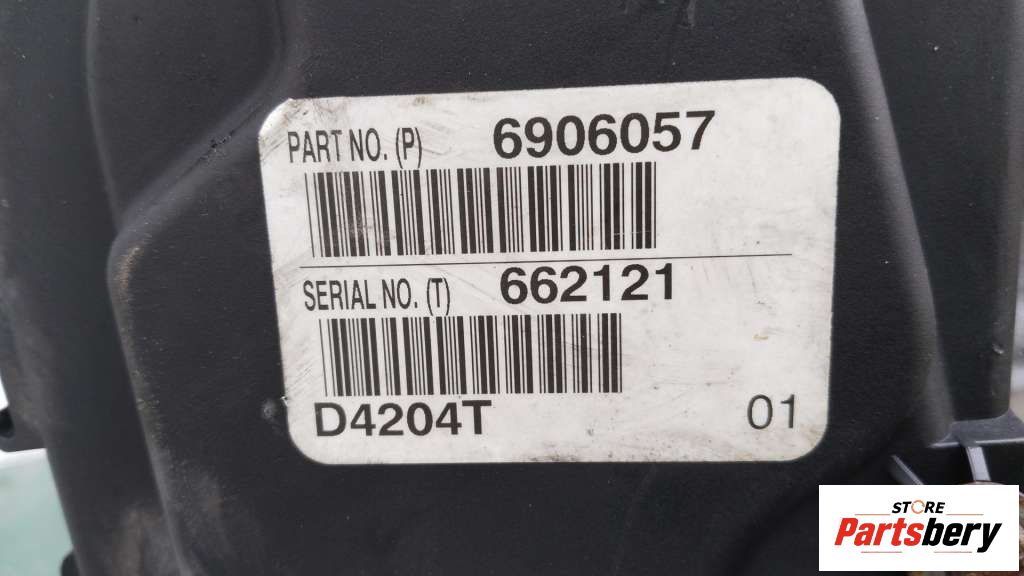 PART NO. (P) 6906057
SERIAL NO. (T) 662121
D4204T 01
STORE
Partsbery